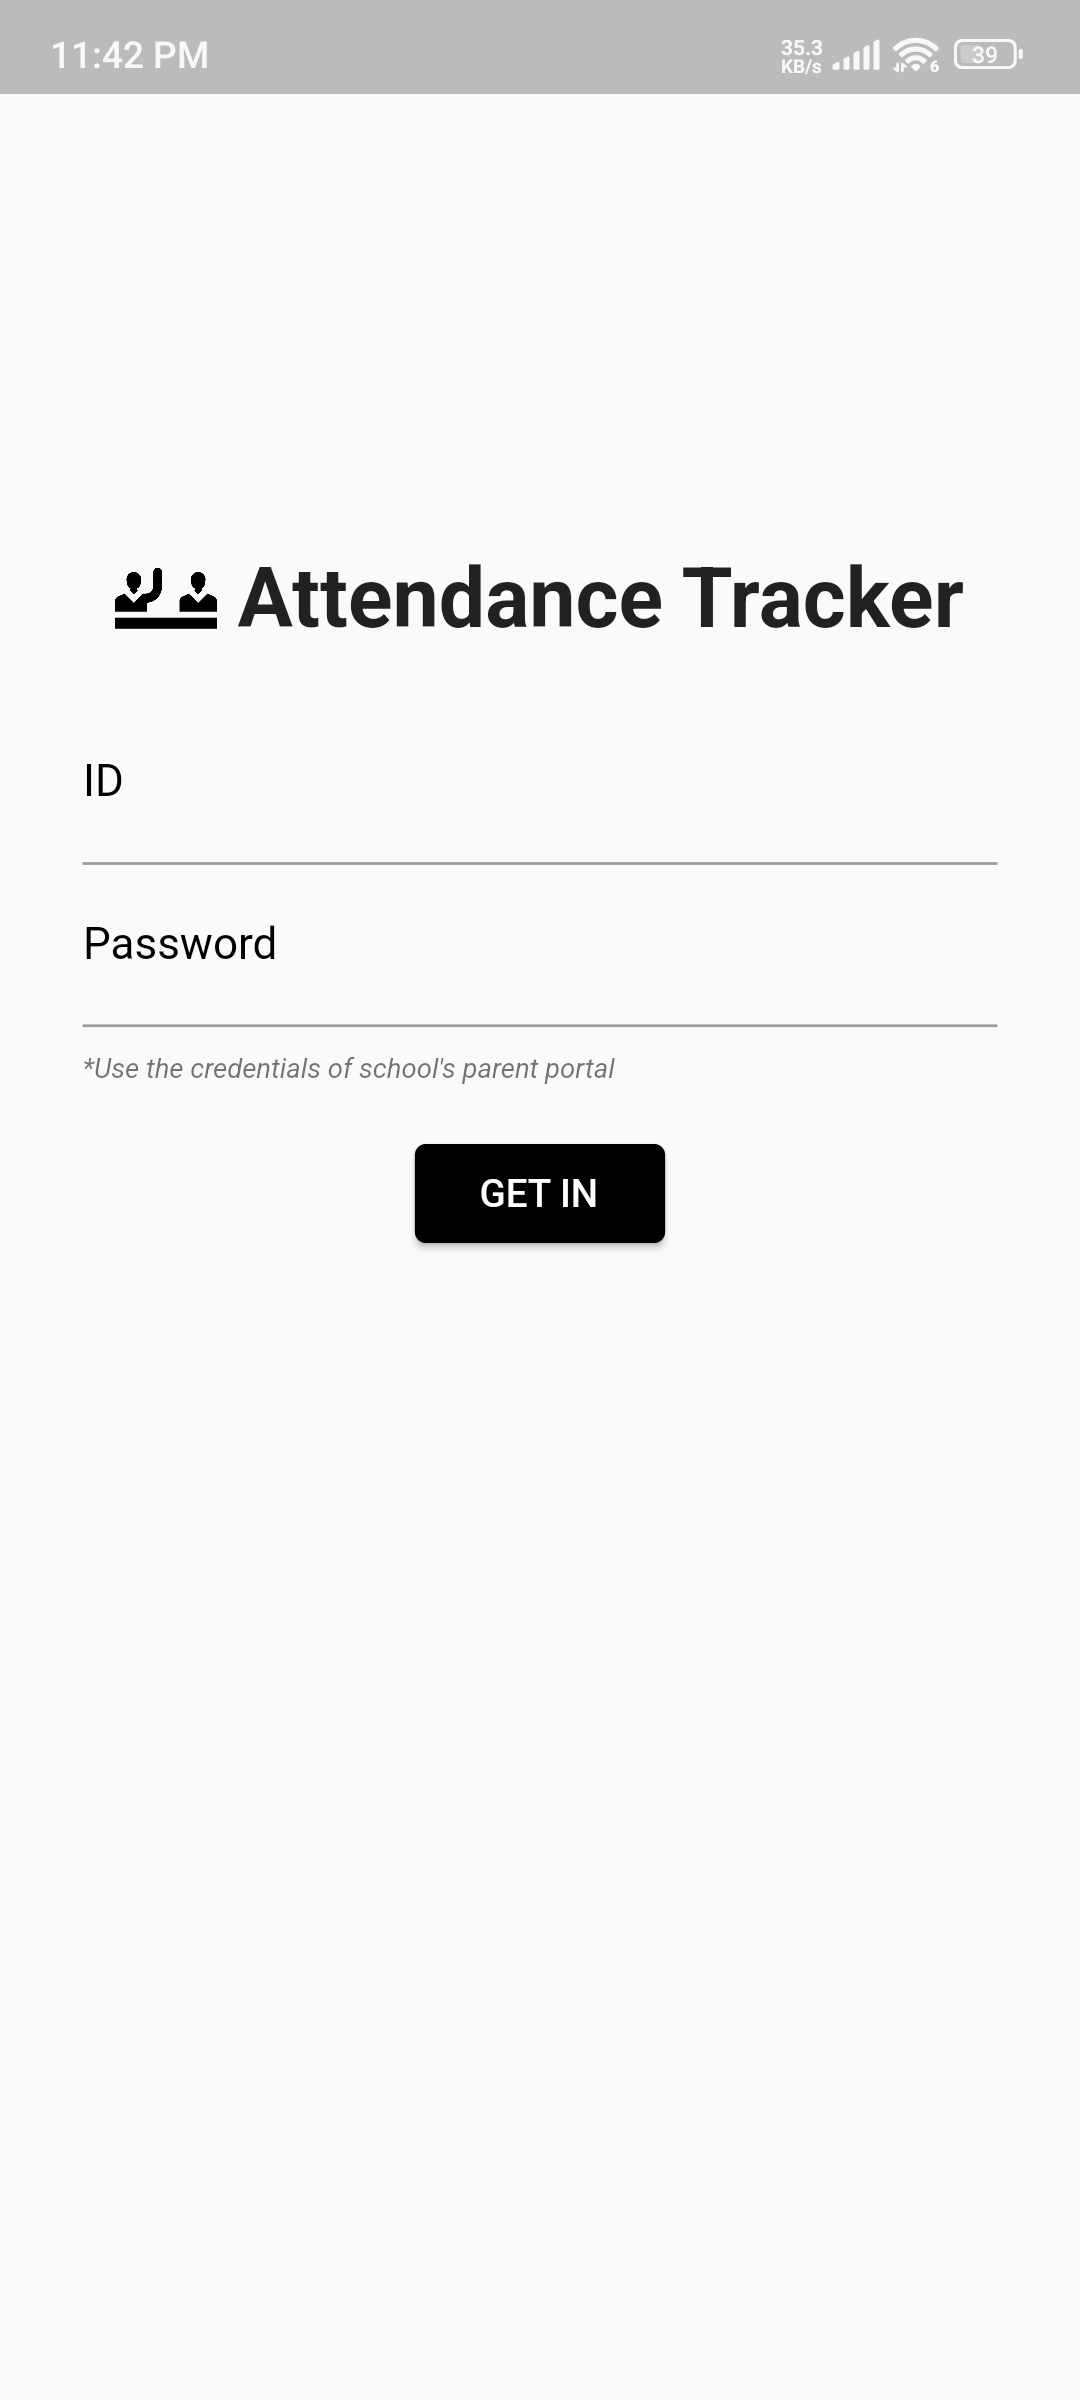 11:42 PM
35.3
KB/s
6
39
Attendance Tracker
ID
Password
*Use the credentials of school's parent portal
GET IN